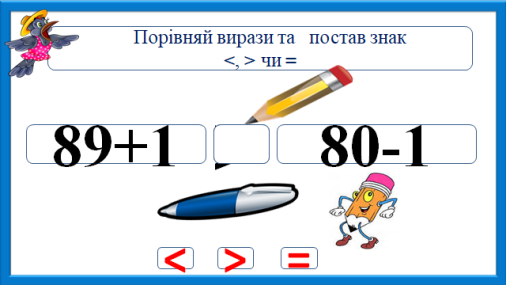 Порівняй вирази та постав знак
<, > чи =
89+1 80-1
< > =